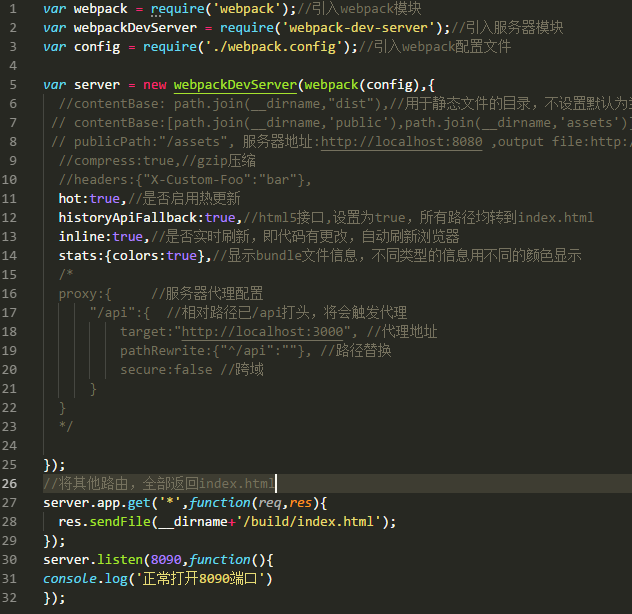 1 var webpack = require('webpack');//引入webpack模块
2 var webpackDevServer = require('webpack-dev-server');//引入服务器模块
3 var config = require('./webpack.config');//引入webpack配置文件
4
5 var server = new webpackDevServer(webpack(config),{
6 //contentBase: path.join(__dirname,"dist"),//用于静态文件的目录，不设置默认为当
7 // contentBase:[path.join(__dirname,'public'),path.join(__dirname,'assets')]
8 // publicPath:"/assets", 服务器地址:http://localhost:8080 ,output file:http:/
9 //compress:true,//gzip压缩
10 //headers:{"X-Custom-Foo":"bar"},
11 hot:true,//是否启用热更新
12 historyApiFallback:true,//html5接口,设置为true，所有路径均转到index.html
13 inline:true,//是否实时刷新，即代码有更改，自动刷新浏览器
14 stats:{colors:true},//显示bundle文件信息，不同类型的信息用不同的颜色显示
15 /*
16 proxy:{ //服务器代理配置
17 "/api":{ //相对路径已/api打头，将会触发代理
18 target:"http://localhost:3000", //代理地址
19 pathRewrite:{"^/api":""}, //路径替换
20 secure:false //跨域
21 }
22 }
23 */
24
25 });
26 //将其他路由，全部返回index.html
27 server.app.get('*',function(req,res){
28 res.sendFile(__dirname+'/build/index.html');
29 });
30 server.listen(8090,function(){
31 console.log('正常打开8090端口')
32 });